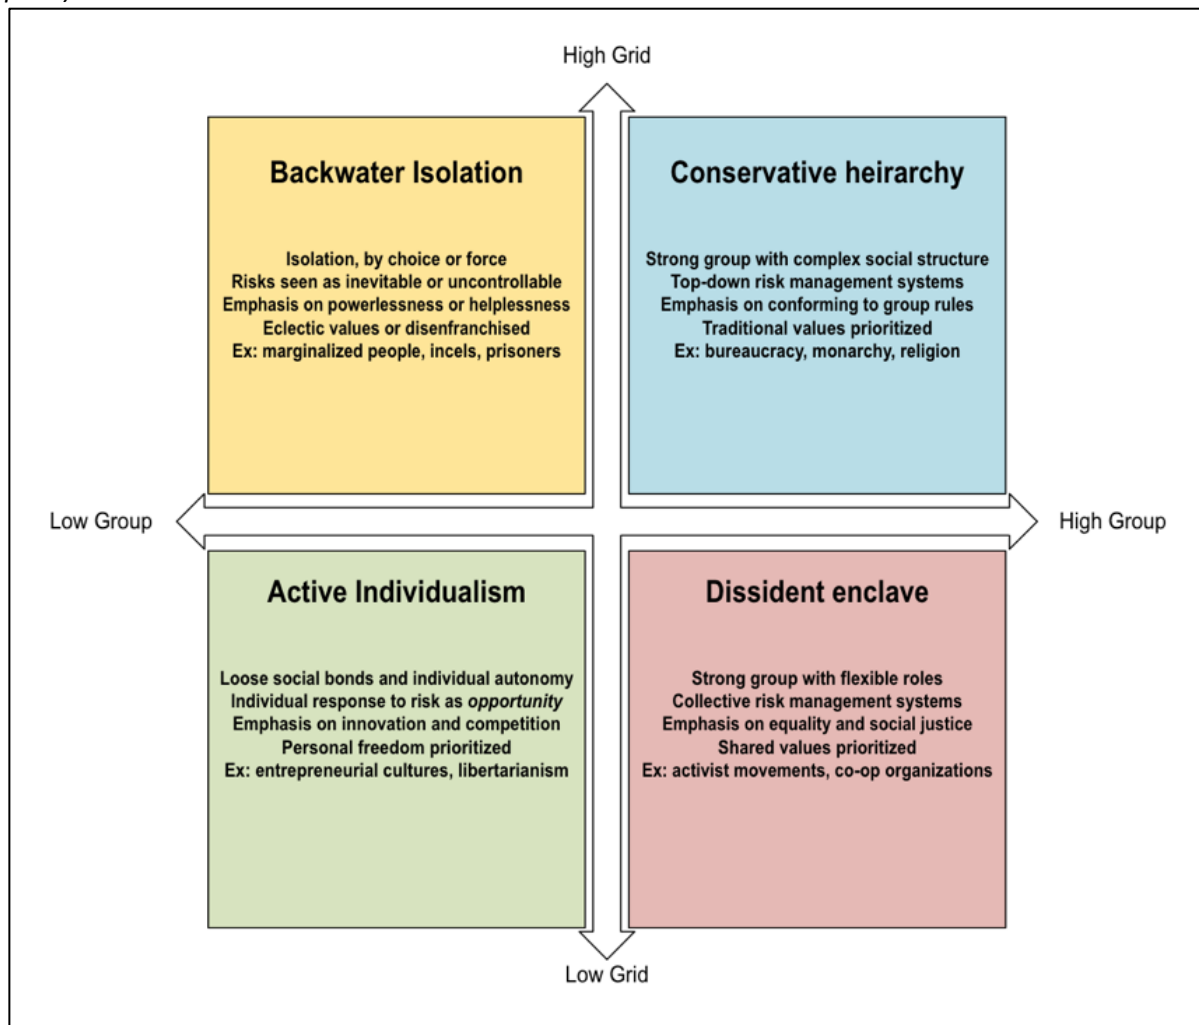 High Grid
Backwater Isolation
Isolation, by choice or force
Risks seen as inevitable or uncontrollable
Emphasis on powerlessness or helplessness
Eclectic values or disenfranchised
Ex: marginalized people, incels, prisoners
Conservative heirarchy
Strong group with complex social structure
Top-down risk management systems
Emphasis on conforming to group rules
Traditional values prioritized
Ex: bureaucracy, monarchy, religion
Low Group
High Group
Active Individualism
Loose social bonds and individual autonomy
Individual response to risk as opportunity
Emphasis on innovation and competition
Personal freedom prioritized
Ex: entrepreneurial cultures, libertarianism
Dissident enclave
Strong group with flexible roles
Collective risk management systems
Emphasis on equality and social justice
Shared values prioritized
Ex: activist movements, co-op organizations
Low Grid